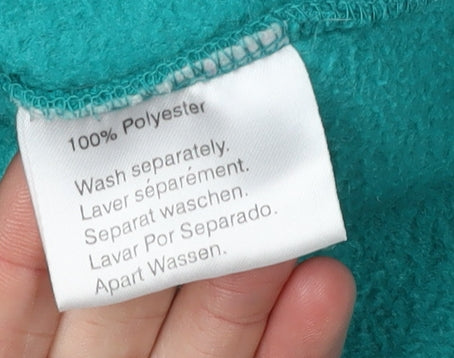 100% Polyester
Wash separately.
Laver séparément.
Separat waschen.
Lavar Por Separado.
Apart Wassen.